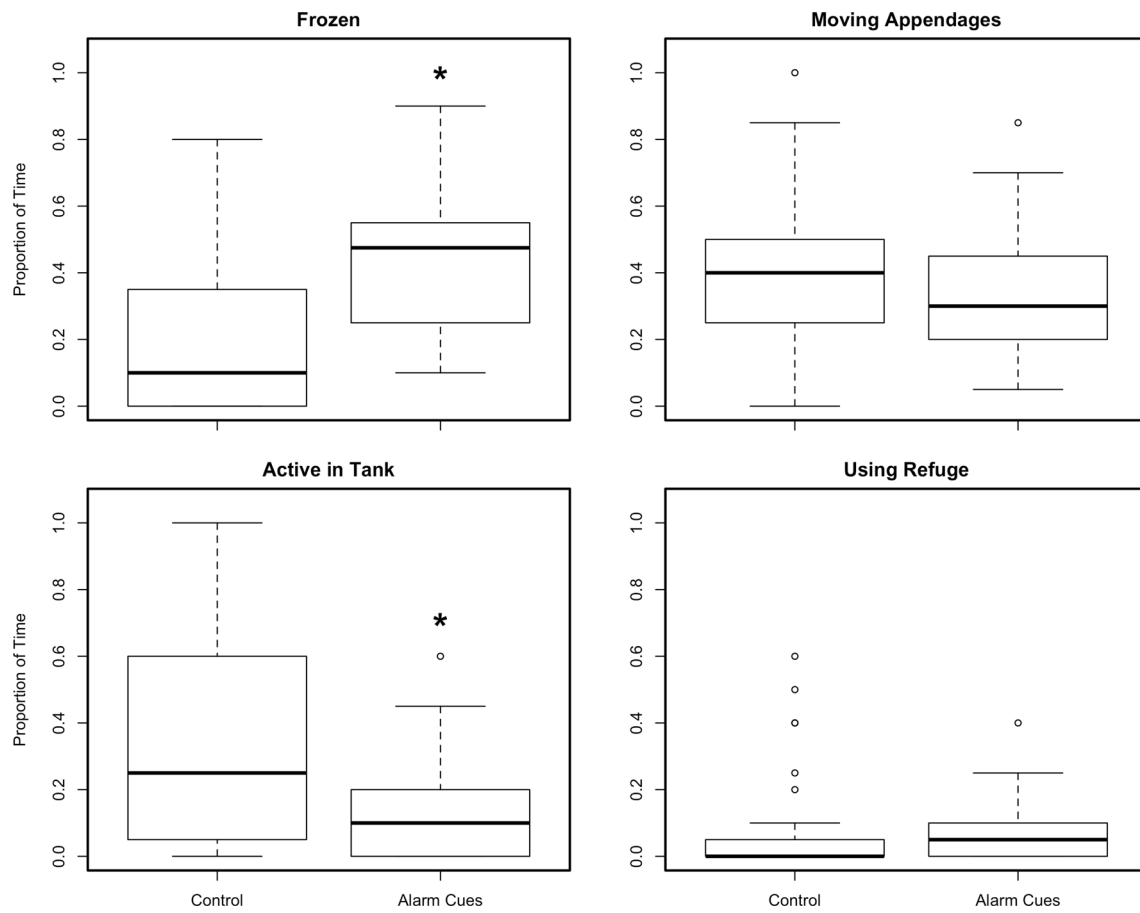 Frozen
Proportion of Time
0.0 0.2 0.4 0.6 0.8 1.0
*
Moving Appendages
0.0 0.2 0.4 0.6 0.8 1.0
Active in Tank
Proportion of Time
0.0 0.2 0.4 0.6 0.8 1.0
*
Control Alarm Cues
Using Refuge
0.0 0.2 0.4 0.6 0.8 1.0
Control Alarm Cues